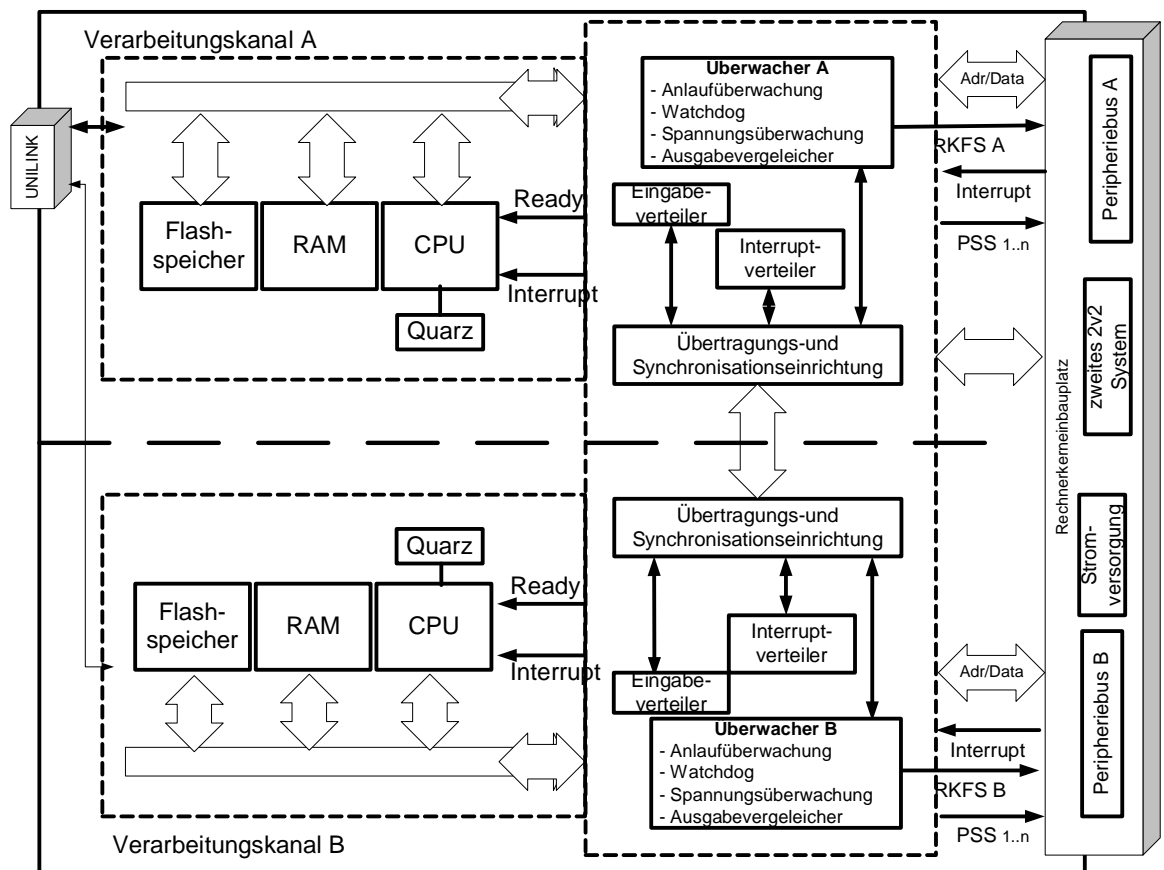 Verarbeitungskanal A
UNILINK
Flash-
speicher
RAM
CPU
Quarz
Ready
Interrupt
Uberwacher A
- Anlaufüberwachung
- Watchdog
- Spannungsüberwachung
- Ausgabevergeleicher
Eingabe-
verteiler
Interrupt-
verteiler
Übertragungs-und
Synchronisationseinrichtung
Adr/Data
RKFS A
Interrupt
PSS 1..n
Peripheriebus A
zweites 2v2
System
Rechnerkerneinbauplatz
Strom-
versorgung
Peripheriebus B
Übertragungs-und
Synchronisationseinrichtung
Quarz
Flash-
speicher
RAM
CPU
Ready
Interrupt
Interrupt-
verteiler
Eingabe-
verteiler
Uberwacher B
- Anlaufüberwachung
- Watchdog
- Spannungsüberwachung
- Ausgabevergeleicher
Adr/Data
Interrupt
RKFS B
PSS 1..n
Verarbeitungskanal B